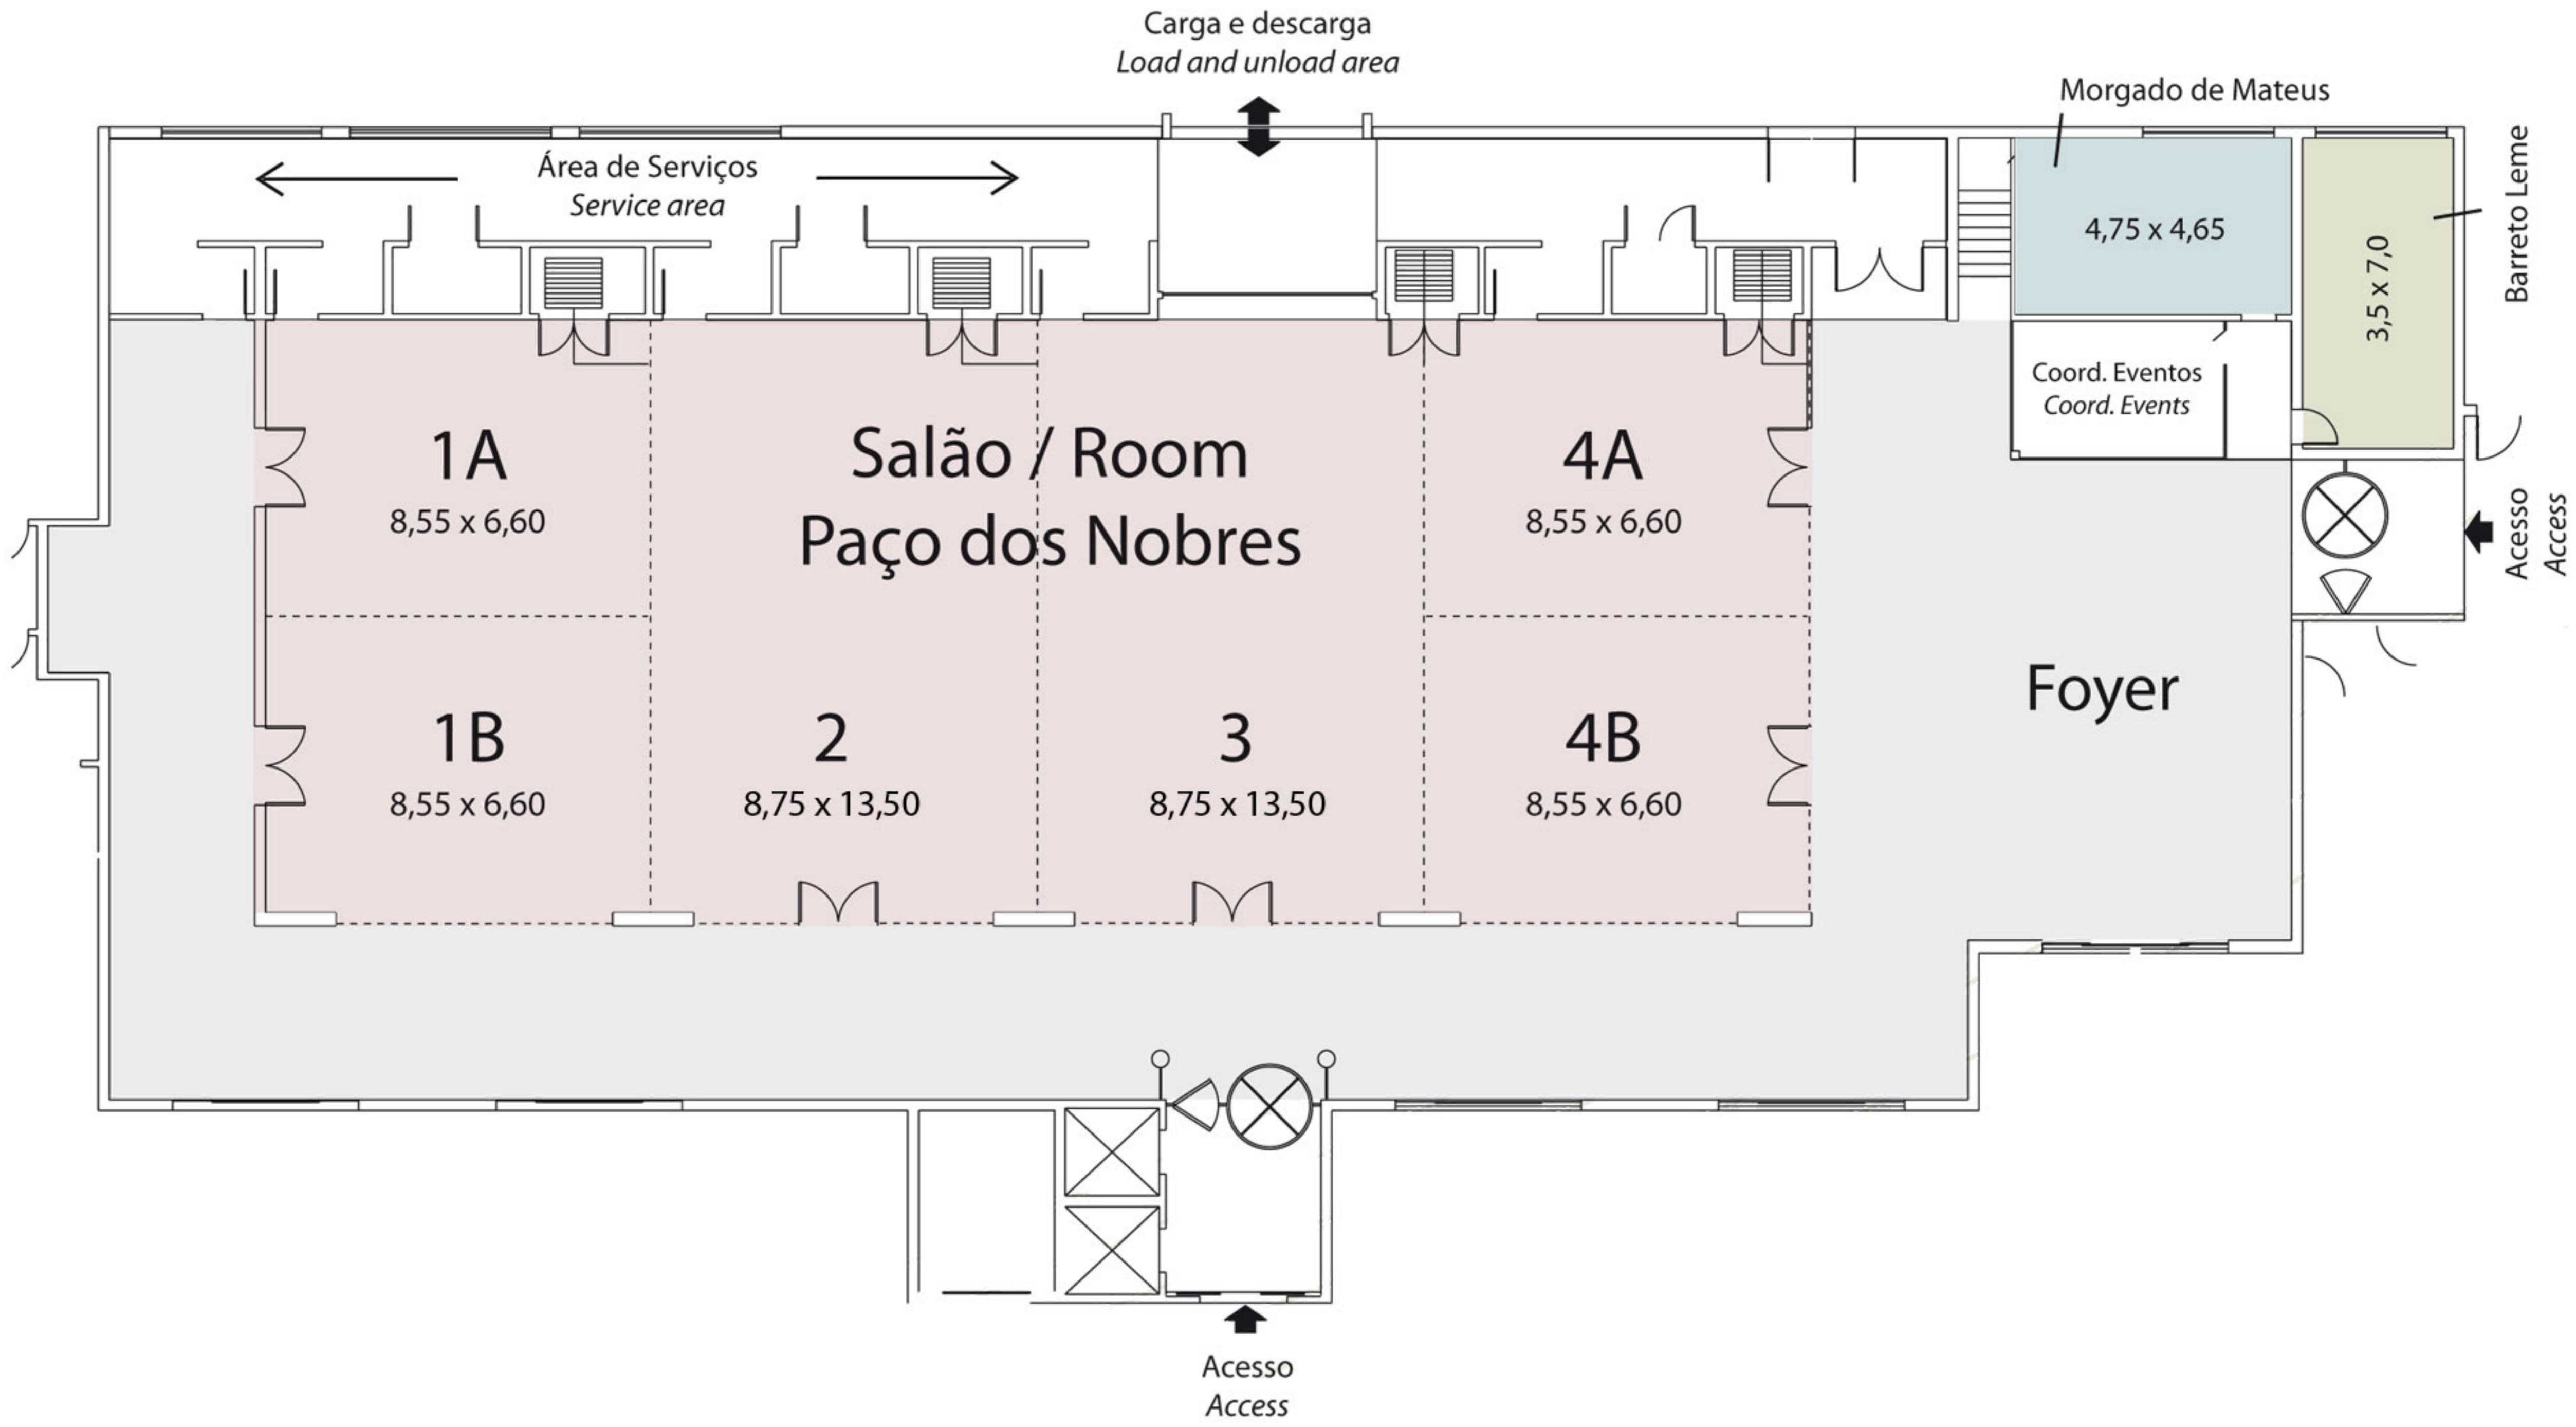 Carga e descarga
Load and unload area
Morgado de Mateus
Área de Serviços
Service area
4,75 x 4,65
Barreto Leme
3,5 x 7,0
Coord. Eventos
Coord. Events
1A
8,55 x 6,60
Salão / Room
Paço dos Nobres
4A
8,55 x 6,60
Acesso
Access
Foyer
1B
8,55 x 6,60
2
8,75 x 13,50
3
8,75 x 13,50
4B
8,55 x 6,60
Acesso
Access